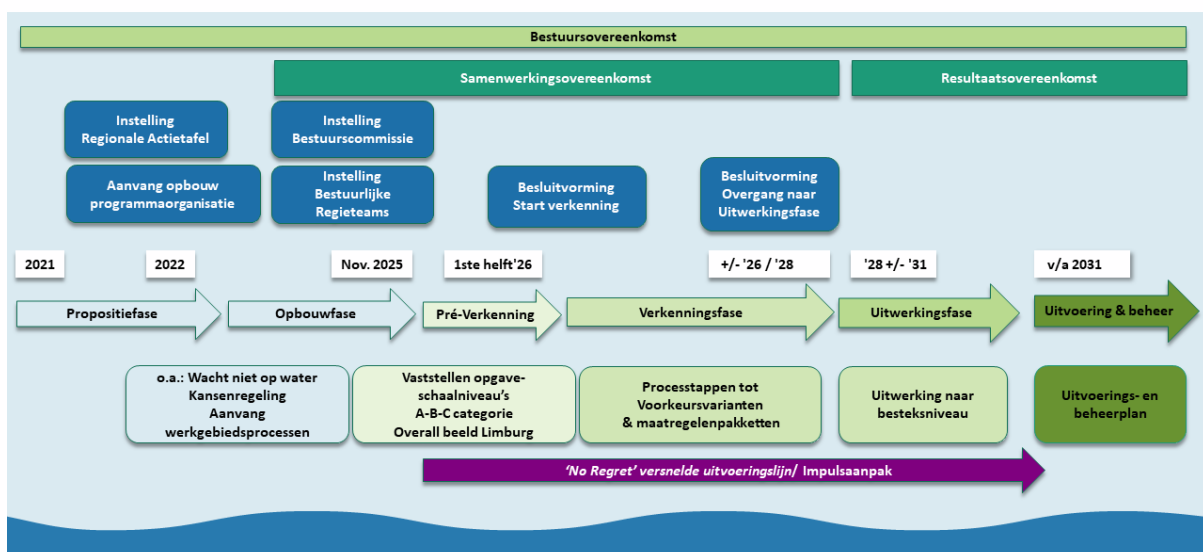 Bestuursovereenkomst
Samenwerkingsovereenkomst
Resultaatsovereenkomst
Instelling
Regionale Actietafel
Instelling
Bestuurscommissie
Aanvang opbouw
programmaorganisatie
Instelling
Bestuurlijke
Regieteams
Besluitvorming
Start verkenning
Besluitvorming
Overgang naar
Uitwerkingsfase
2021
2022
Nov. 2025
1ste helft'26
+/- '26 / '28
'28 +/- '31
v/a 2031
Propositiefase
Opbouwfase
Pré-Verkenning
Verkenningsfase
Uitwerkingsfase
Uitvoering & beheer
o.a.: Wacht niet op water
Kansenregeling
Aanvang
werkgebiedsprocessen
Vaststellen opgave-
schaalniveau's
A-B-C categorie
Overall beeld Limburg
Processtappen tot
Voorkeursvarianten
& maatregelenpakketten
Uitwerking naar
besteksniveau
Uitvoerings- en
beheerplan
'No Regret' versnelde uitvoeringslijn/ Impulsaanpak